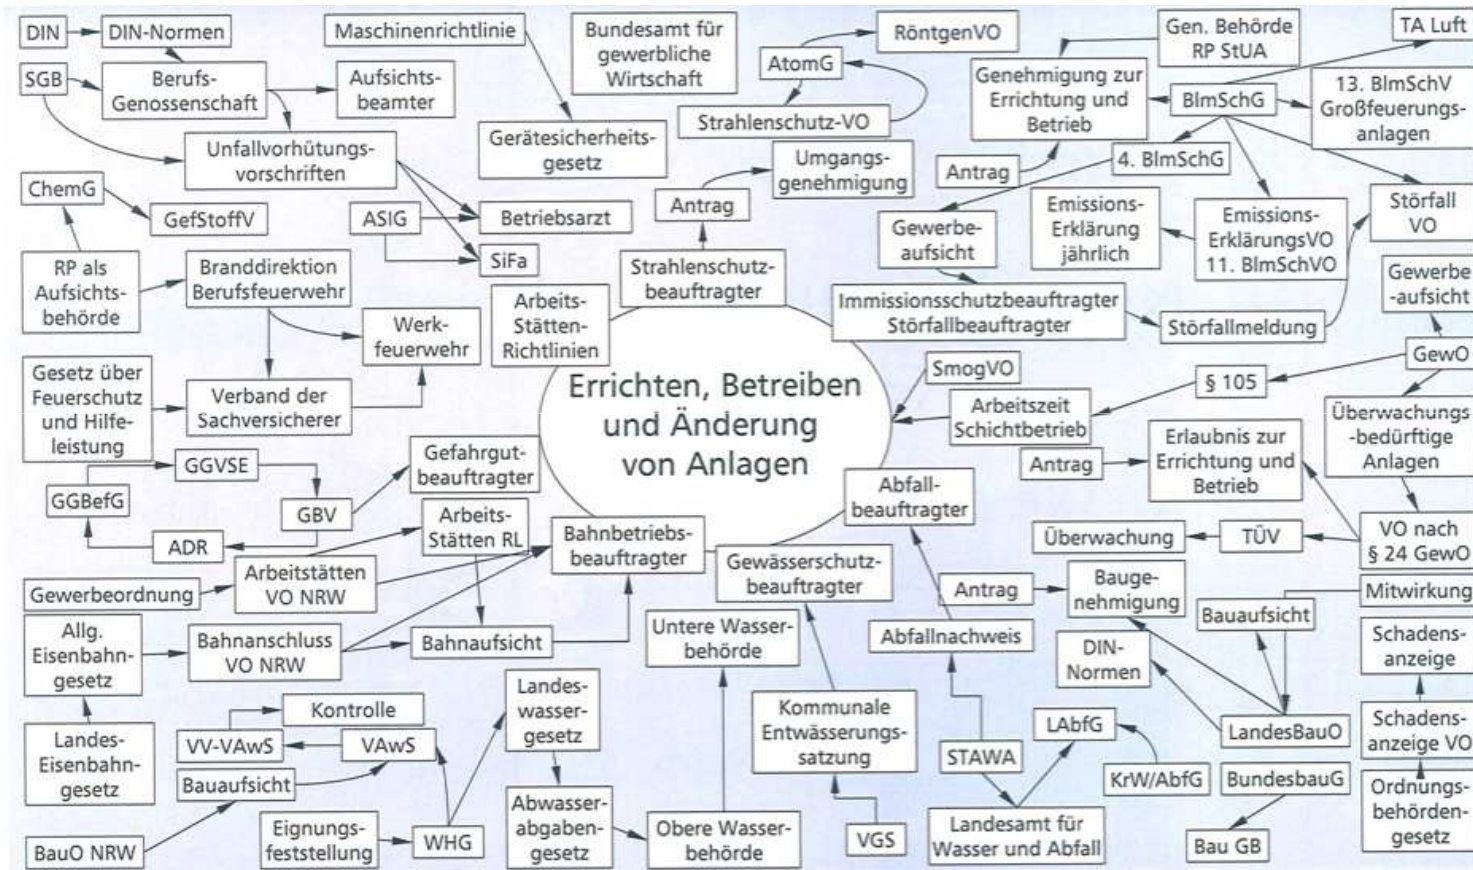 DIN
DIN-Normen
Maschinenrichtlinie
Bundesamt für
gewerbliche
Wirtschaft
RöntgenVO
AtomG
Gen. Behörde
RP StUA
TA Luft
SGB
Berufs-
Genossenschaft
Aufsichts-
beamter
Genehmigung zur
Errichtung und
Betrieb
BlmSchG
13. BlmSchV
Großfeuerungs-
anlagen
Strahlenschutz-VO
Unfallvorhütungs-
vorschriften
Gerätesicherheits-
gesetz
Umgangs-
genehmigung
Antrag
4. BlmSchG
ChemG
GefStoffV
ASIG
Betriebsarzt
Antrag
Gewerbe-
aufsicht
Emissions-
Erklärung
jährlich
Emissions-
ErklärungsVO
11. BlmSchVO
Störfall
VO
SiFa
RP als
Aufsichts-
behörde
Branddirektion
Berufsfeuerwehr
Strahlenschutz-
beauftragter
Gewerbe
-aufsicht
Arbeits-
Stätten-
Richtlinien
Immissionsschutzbeauftragter
Störfallbeauftragter
Störfallmeldung
Werk-
feuerwehr
GewO
Gesetz über
Feuerschutz
und Hilfe-
leistung
Verband der
Sachversicherer
Errichten, Betreiben
und Änderung
von Anlagen
SmogVO
§ 105
Arbeitszeit
Schichtbetrieb
Überwachungs
-bedürftige
Anlagen
Erlaubnis zur
Errichtung und
Betrieb
Antrag
GGVSE
Gefahrgut-
beauftragter
GGBefG
GBV
Abfall-
beauftragter
Arbeits-
Stätten RL
ADR
Bahnbetriebs-
beauftragter
Überwachung
TÜV
VO nach
§ 24 GewO
Gewerbeordnung
Arbeitstätten
VO NRW
Gewässerschutz-
beauftragter
Antrag
Bauge-
nehmigung
Mitwirkung
Bauaufsicht
Allg.
Eisenbahn-
gesetz
Bahnanschluss
VO NRW
Bahnaufsicht
Untere Wasser-
behörde
Abfallnachweis
DIN-
Normen
Schadens-
anzeige
Landes-
wasser-
gesetz
Kommunale
Entwässerungs-
satzung
Kontrolle
LAbfG
Landes-
Eisenbahn-
gesetz
VV-VAwS
VAwS
STAWA
LandesBauO
Schadens-
anzeige VO
Bauaufsicht
KrW/AbfG
BundesbauG
Ordnungs-
behörden-
gesetz
BauO NRW
Eignungs-
feststellung
WHG
Abwasser-
abgaben-
gesetz
Obere Wasser-
behörde
VGS
Landesamt für
Wasser und Abfall
Bau GB